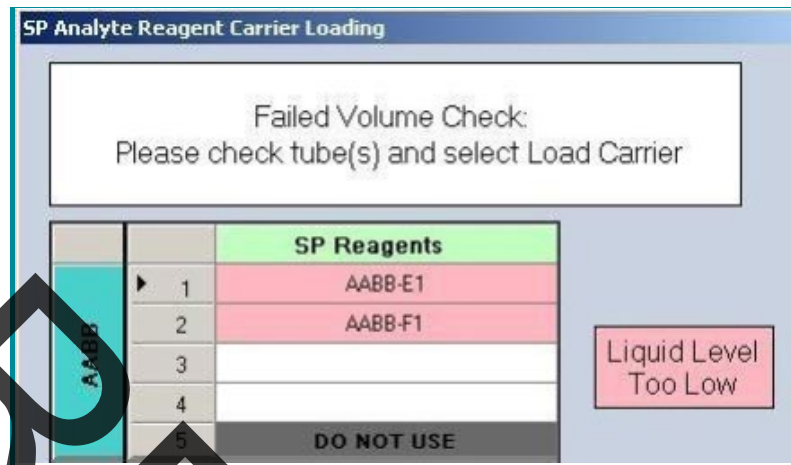 SP Analyte Reagent Carrier Loading
Failed Volume Check:
Please check tube(s) and select Load Carrier
SP Reagents
AABB
1 AABB-E1
2 AABB-F1
3
4
5 DO NOT USE
Liquid Level
Too Low